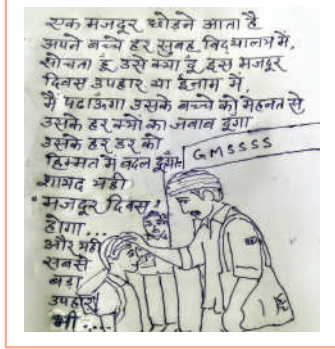 एक मजदूर छोड़ने आता है
अपने बच्चे हर सुबह विद्यालय में,
सोचता हूं उसे क्या दूं इस मजदूर
दिवस उपहार या ईनाम में,
मैं पढाऊंगा उसके बच्चे को मेहनत से
उसके हर क्यों का जवाब दूंगा
उसके हर डर को
हिम्मत में बदल दूंगा-
GMSSSS
शायद यही
"मजदूर दिवस"
होगा...
और यही
सबसे
बड़ा
उपहार
भी....